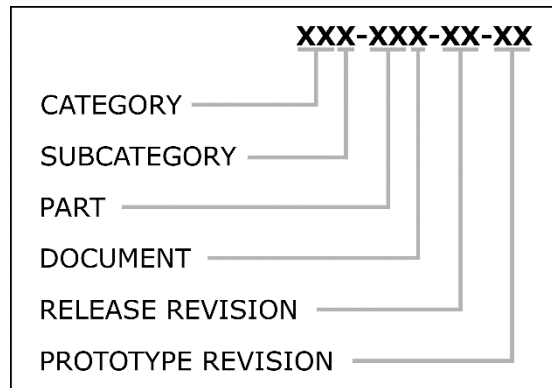 XXX-XXX-XX-XX
CATEGORY
SUBCATEGORY
PART
DOCUMENT
RELEASE REVISION
PROTOTYPE REVISION